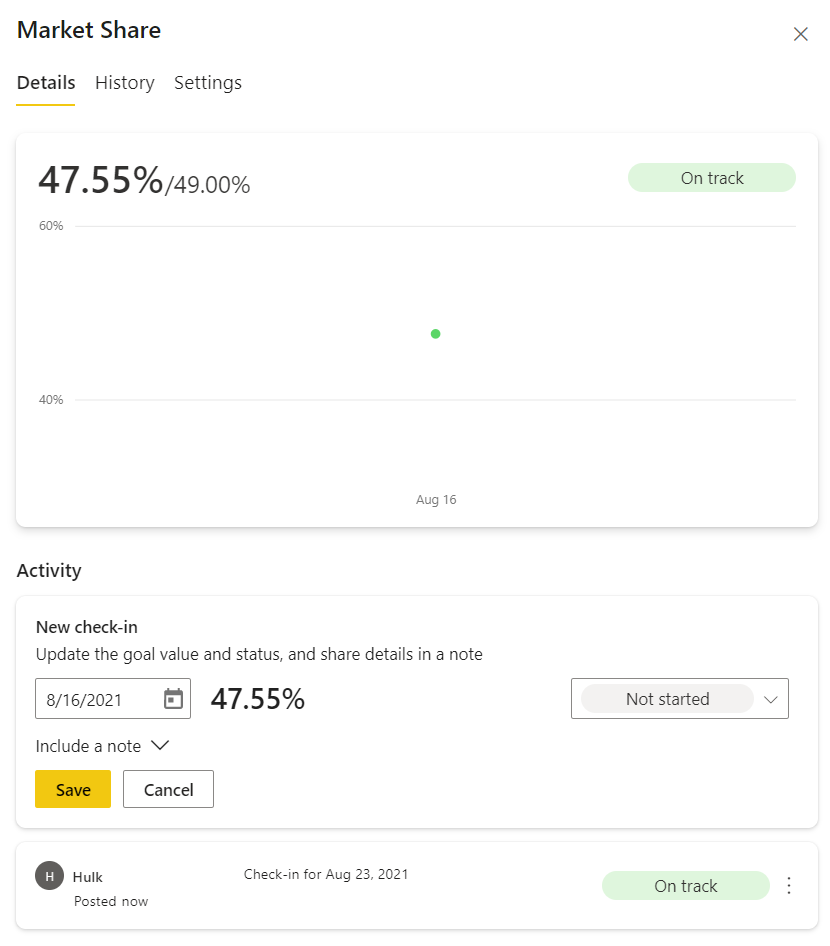 Market Share
Details History Settings
47.55%/49.00% On track
60%
40%
Aug 16
Activity
New check-in
Update the goal value and status, and share details in a note
8/16/2021 47.55% Not started
Include a note
Save Cancel
H Hulk Check-in for Aug 23, 2021 On track
Posted now